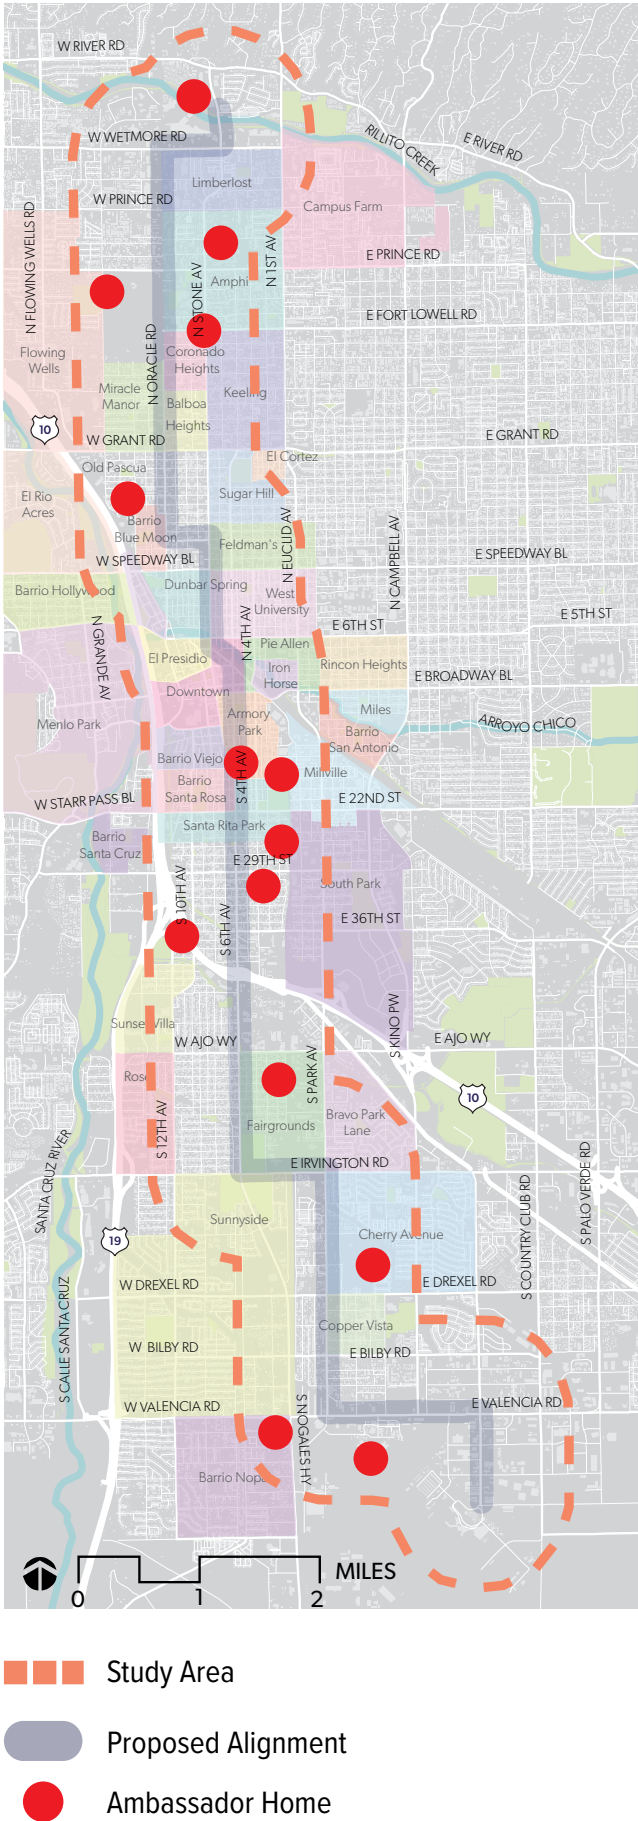 W RIVER RD
W WETMORE RD
RILLITO CREEK
E RIVER RD
Limberlost
W PRINCE RD
Campus Farm
N FLOWING WELLS RD
N 1ST AV
E PRINCE RD
Amphi
N STONE AV
E FORT LOWELL RD
N ORACLE RD
Flowing
Wells
Coronado
Heights
Miracle
Manor
Keeling
Balboa
Heights
10
W GRANT RD
E GRANT RD
El Cortez
Old Pascua
El Rio
Acres
Sugar Hill
Barrio
Blue Moon
N EUCLID AV
N CAMPBELL AV
Feldman's
W SPEEDWAY BL
E SPEEDWAY BL
Barrio Hollywood
Dunbar Spring
West
University
N 4TH AV
E 5TH ST
E 6TH ST
N GRANDE AV
Pie Allen
El Presidio
Iron
Horse
Rincon Heights
E BROADWAY BL
Downtown
Menlo Park
Armory
Park
Miles
ARROYO CHICO
Barrio
San Antonio
Barrio Viejo
S 4TH AV
Millville
Barrio
Santa Rosa
W STARR PASS BL
E 22ND ST
Santa Rita Park
Barrio
Santa Cruz
E 29TH ST
S 10TH AV
South Park
S 6TH AV
E 36TH ST
Sunset Villa
W AJO WY
S KINO PW
E AJO WY
Rose
S PARK AV
10
S 12TH AV
Fairgrounds
Bravo Park
Lane
SANTA CRUZ RIVER
E IRVINGTON RD
S COUNTRY CLUB RD
S PALO VERDE RD
Sunnyside
19
Cherry Avenue
W DREXEL RD
E DREXEL RD
S CALLE SANTA CRUZ
Copper Vista
W BILBY RD
E BILBY RD
W VALENCIA RD
S NOGALES HY
E VALENCIA RD
Barrio Nopal
MILES
0
1
2
Study Area
Proposed Alignment
Ambassador Home